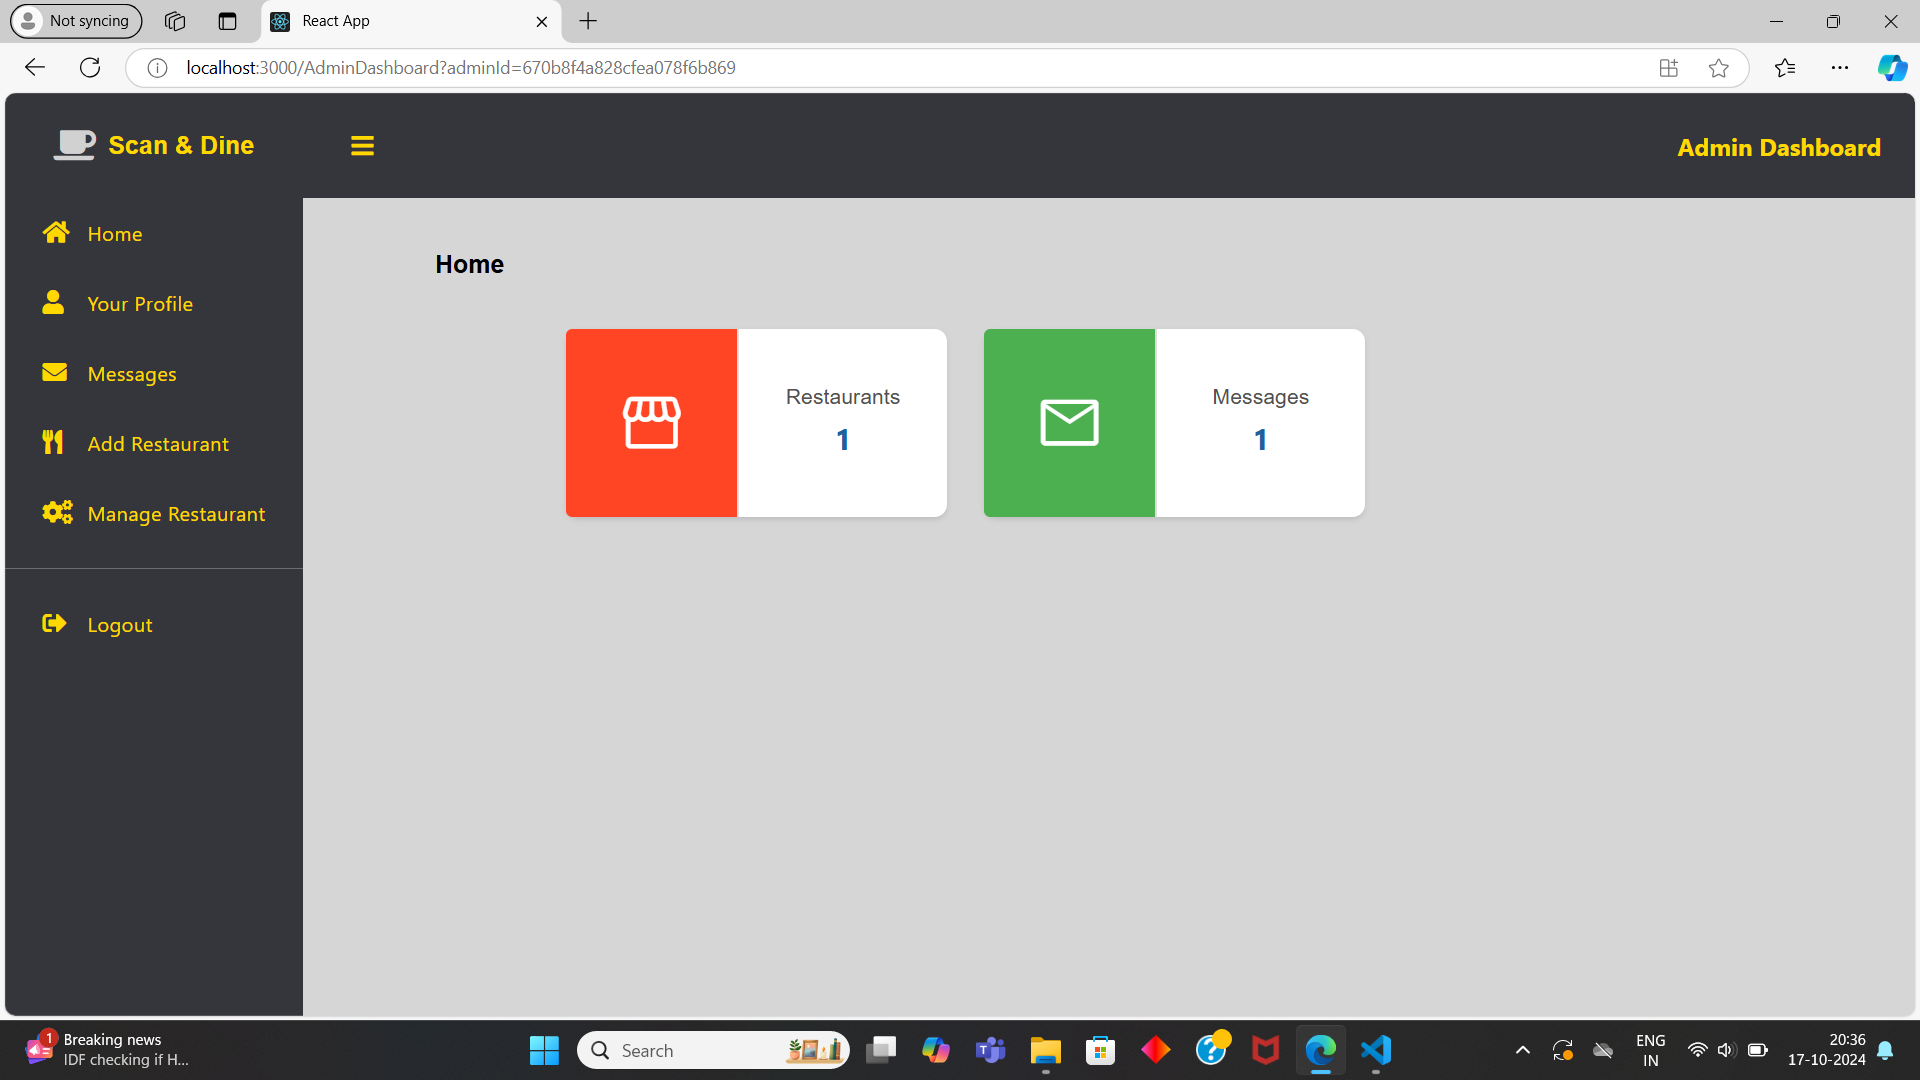 Not syncing
React App
localhost:3000/AdminDashboard?adminId=670b8f4a828cfea078f6b869
Scan & Dine
Admin Dashboard
Home
Your Profile
Messages
Add Restaurant
Manage Restaurant
Logout
Home
Restaurants
1
Messages
1
1
Breaking news
IDF checking if H...
Search
ENG
IN
20:36
17-10-2024